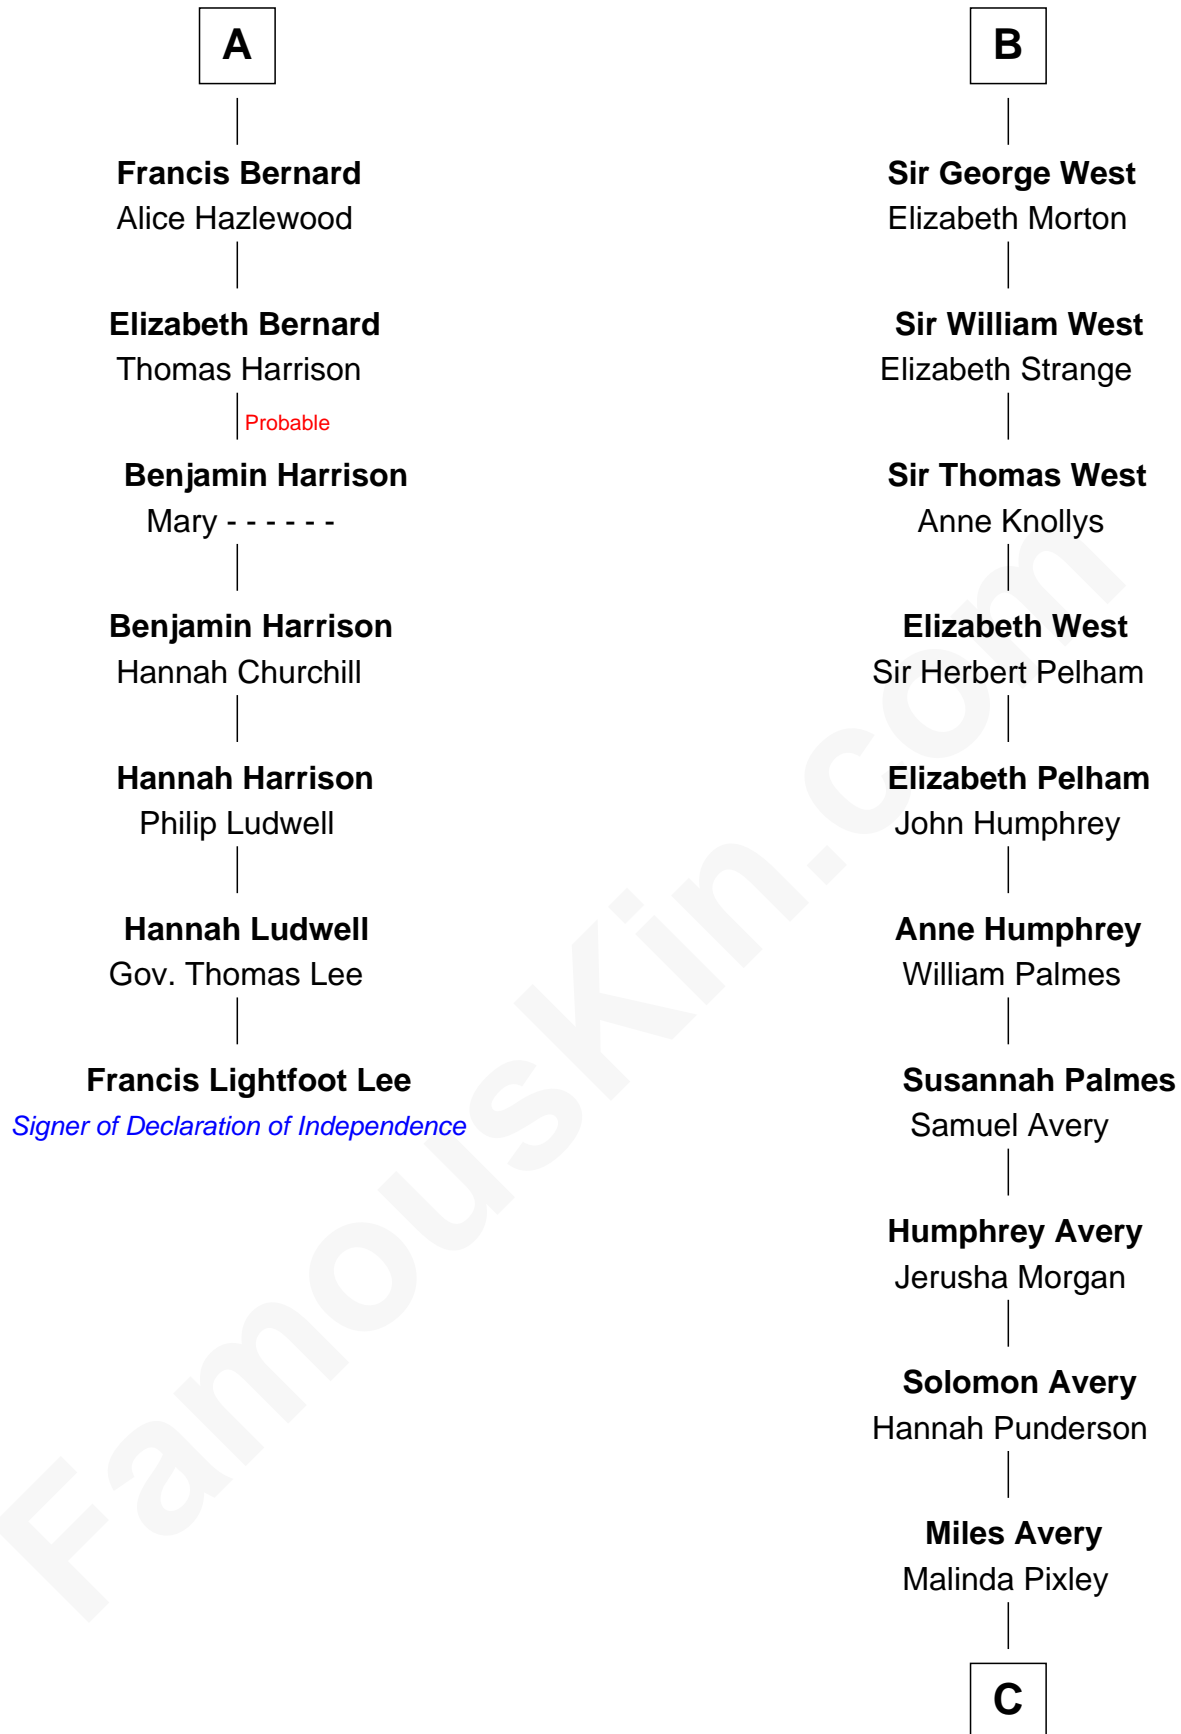 A
Francis Bernard
Alice Hazlewood
Elizabeth Bernard
Thomas Harrison
Probable
Benjamin Harrison
Mary - - - - - -
Benjamin Harrison
Hannah Churchill
Hannah Harrison
Philip Ludwell
Hannah Ludwell
Gov. Thomas Lee
Francis Lightfoot Lee
Signer of Declaration of Independence
B
Sir George West
Elizabeth Morton
Sir William West
Elizabeth Strange
Sir Thomas West
Anne Knollys
Elizabeth West
Sir Herbert Pelham
Elizabeth Pelham
John Humphrey
Anne Humphrey
William Palmes
Susannah Palmes
Samuel Avery
Humphrey Avery
Jerusha Morgan
Solomon Avery
Hannah Punderson
Miles Avery
Malinda Pixley
C
FamousKin.com